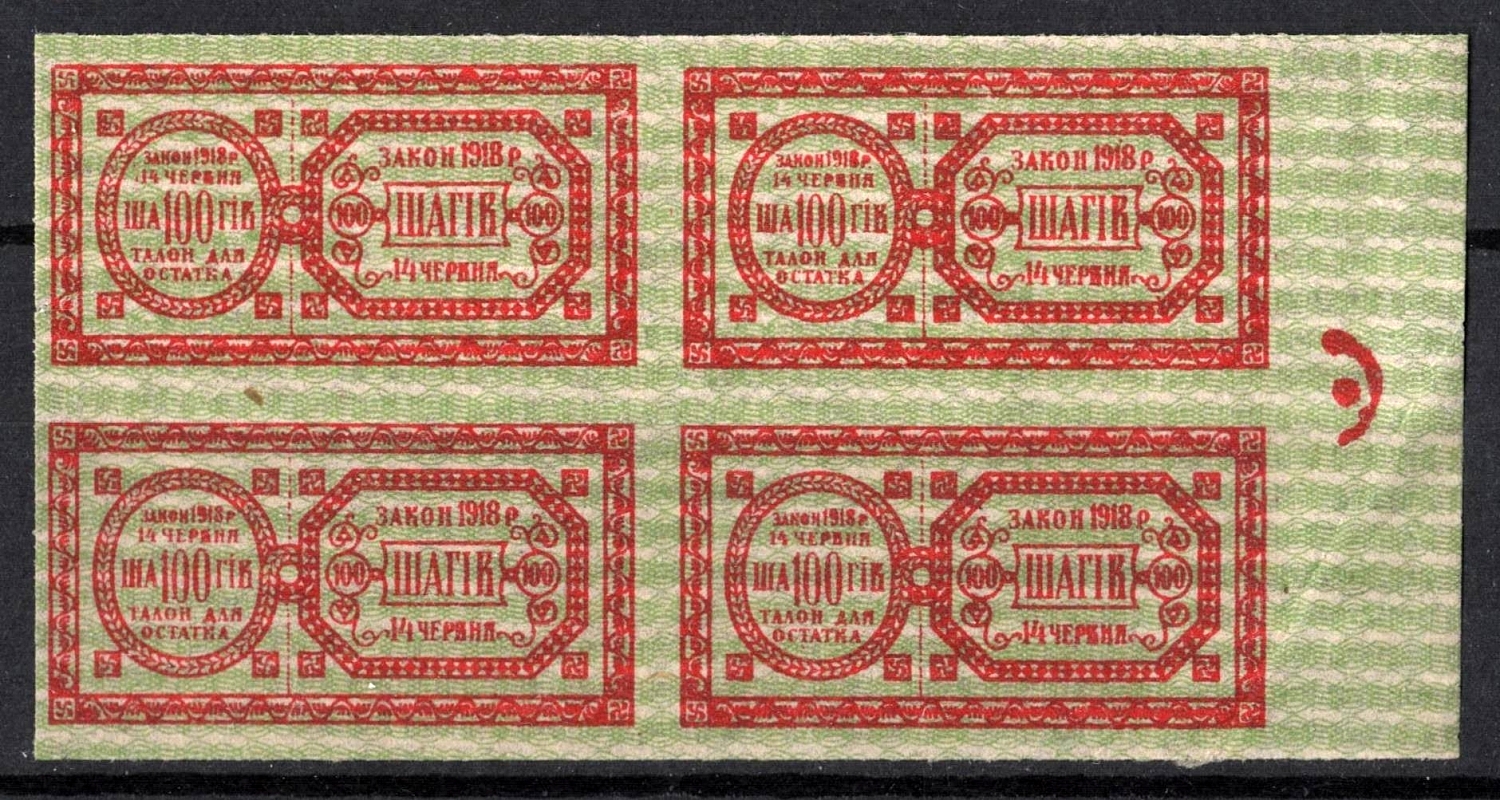 ЗАКОН 1918 Р.
14 ЧЕРВНЯ
ША 100 ГІВ
ТАЛОН ДЛЯ
ОСТАТКА
ЗАКОН 1918 Р.
100 ШАГІВ 100
14 ЧЕРВНЯ
ЗАКОН 1918 Р.
14 ЧЕРВНЯ
ША 100 ГІВ
ТАЛОН ДЛЯ
ОСТАТКА
ЗАКОН 1918 Р.
100 ШАГІВ 100
14 ЧЕРВНЯ
ЗАКОН 1918 Р.
14 ЧЕРВНЯ
ША 100 ГІВ
ТАЛОН ДЛЯ
ОСТАТКА
ЗАКОН 1918 Р.
100 ШАГІВ 100
14 ЧЕРВНЯ
ЗАКОН 1918 Р.
14 ЧЕРВНЯ
ША 100 ГІВ
ТАЛОН ДЛЯ
ОСТАТКА
ЗАКОН 1918 Р.
100 ШАГІВ 100
14 ЧЕРВНЯ